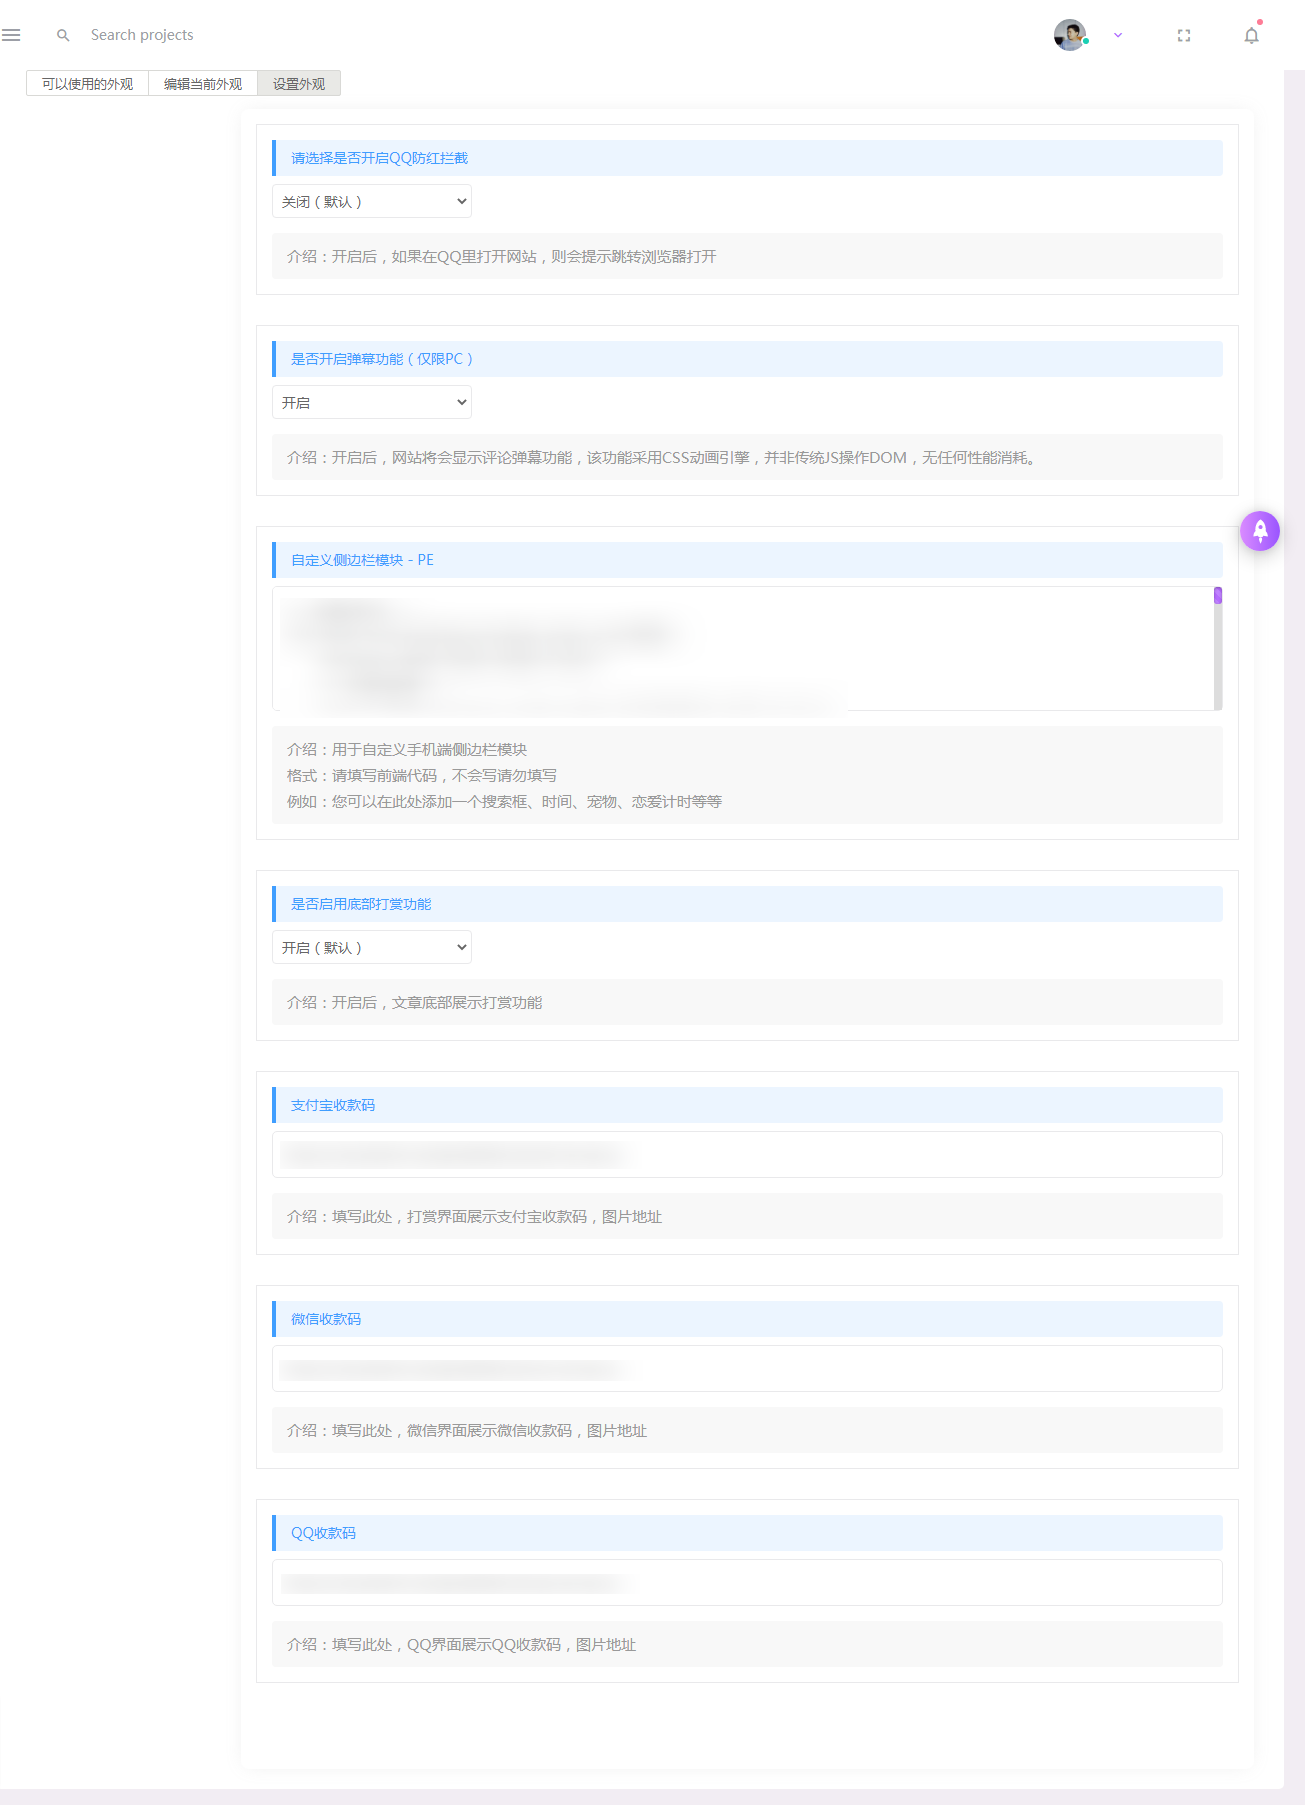 Search projects
可以使用的外观 编辑当前外观 设置外观
请选择是否开启QQ防红拦截
关闭（默认）
介绍：开启后，如果在QQ里打开网站，则会提示跳转浏览器打开
是否开启弹幕功能（仅限PC）
开启
介绍：开启后，网站将会显示评论弹幕功能，该功能采用CSS动画引擎，并非传统JS操作DOM，无任何性能消耗。
自定义侧边栏模块 - PE
介绍：用于自定义手机端侧边栏模块
格式：请填写前端代码，不会写请勿填写
例如：您可以在此处添加一个搜索框、时间、宠物、恋爱计时等等
是否启用底部打赏功能
开启（默认）
介绍：开启后，文章底部展示打赏功能
支付宝收款码
介绍：填写此处，打赏界面展示支付宝收款码，图片地址
微信收款码
介绍：填写此处，微信界面展示微信收款码，图片地址
QQ收款码
介绍：填写此处，QQ界面展示QQ收款码，图片地址